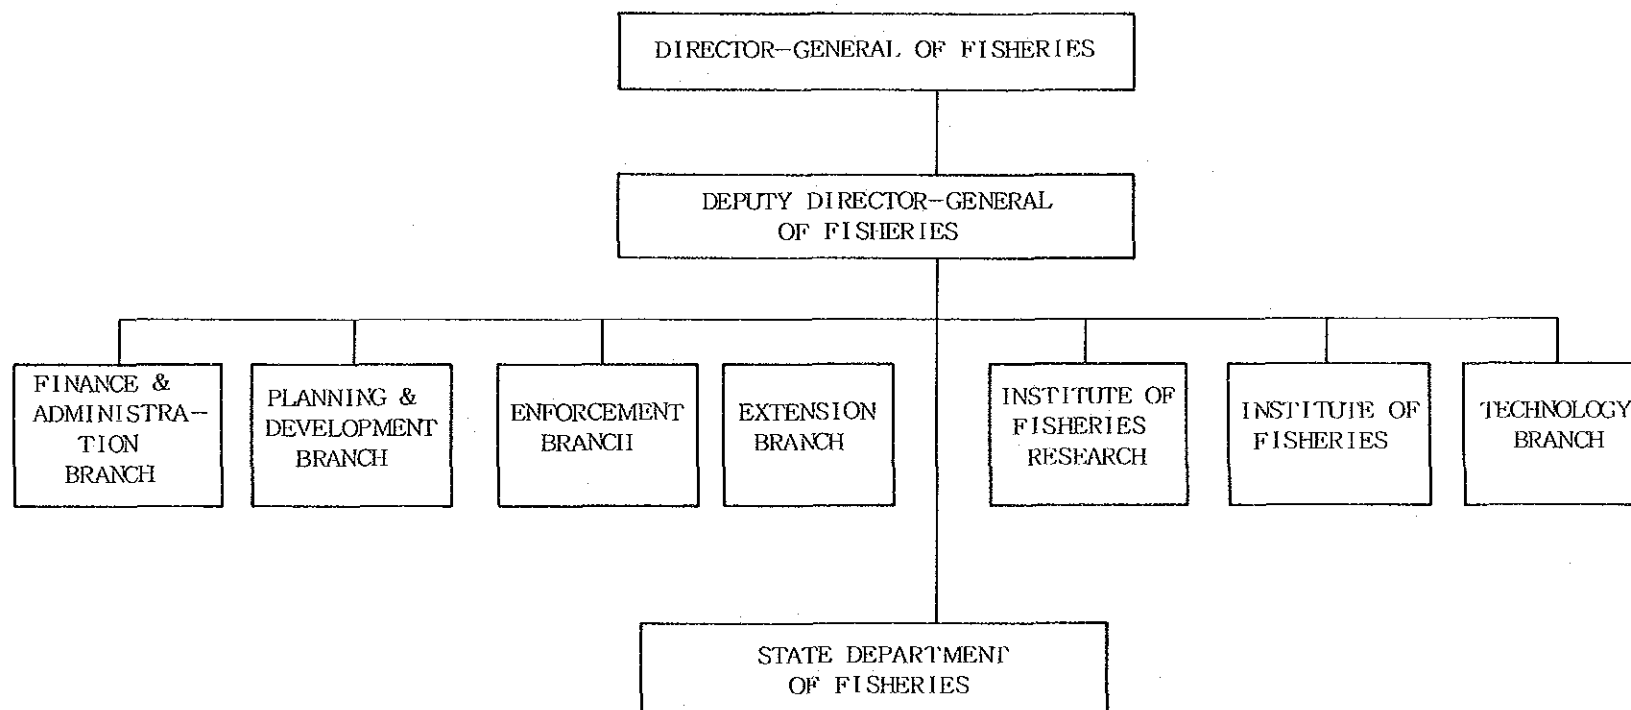 DIRECTOR-GENERAL OF FISHERIES
DEPUTY DIRECTOR-GENERAL
OF FISHERIES
FINANCE &
ADMINISTRA-
TION
BRANCH
PLANNING &
DEVELOPMENT
BRANCH
ENFORCEMENT
BRANCH
EXTENSION
BRANCH
INSTITUTE OF
FISHERIES
RESEARCH
INSTITUTE OF
FISHERIES
TECHNOLOGY
BRANCH
STATE DEPARTMENT
OF FISHERIES